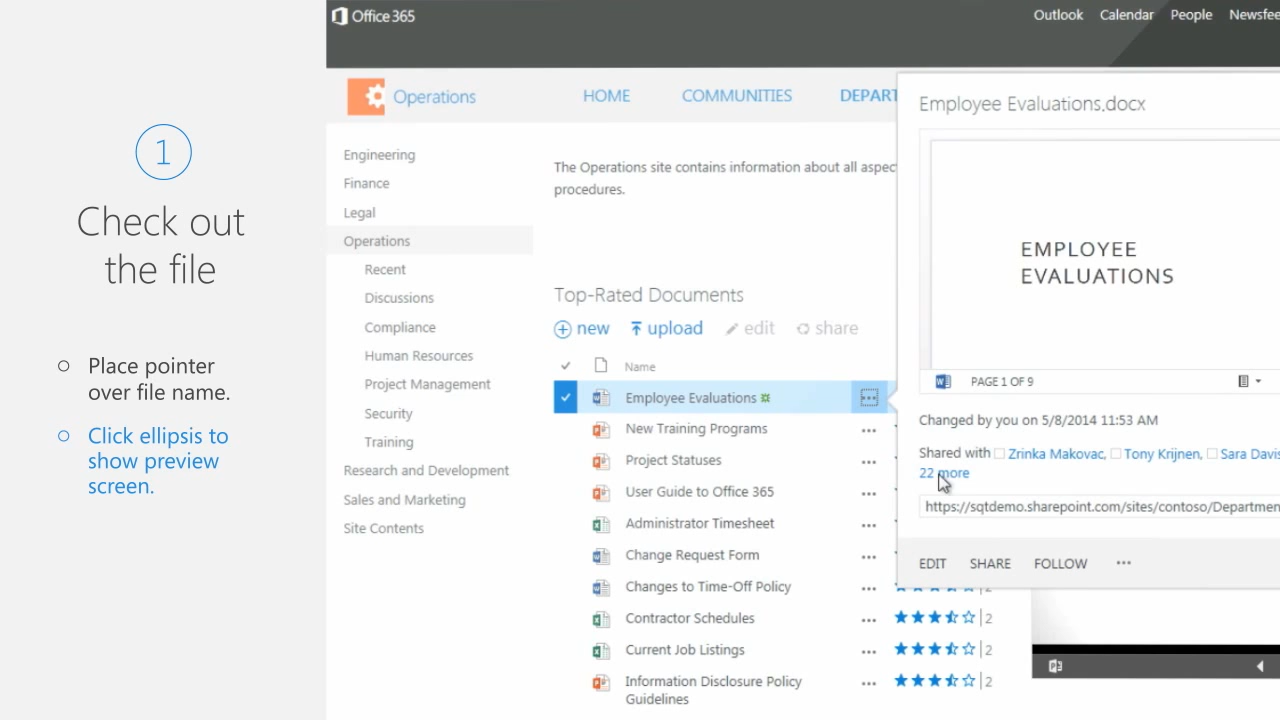 1
Check out
the file
Place pointer
over file name.
Click ellipsis to
show preview
screen.
Office 365
Outlook Calendar People Newsfee
Operations
HOME COMMUNITIES DEPART
Engineering
Finance
Legal
Operations
Recent
Discussions
Compliance
Human Resources
Project Management
Security
Training
Research and Development
Sales and Marketing
Site Contents
The Operations site contains information about all aspec
procedures.
Top-Rated Documents
new upload edit share
Name
Employee Evaluations
New Training Programs
Project Statuses
User Guide to Office 365
Administrator Timesheet
Change Request Form
Changes to Time-Off Policy
2
Contractor Schedules
2
Current Job Listings
2
Information Disclosure Policy
Guidelines
2
Employee Evaluations.docx
EMPLOYEE
EVALUATIONS
PAGE 1 OF 9
Changed by you on 5/8/2014 11:53 AM
Shared with Zrinka Makovac, Tony Krijnen, Sara Davis
22 more
https://sqtdemo.sharepoint.com/sites/contoso/Departmen
EDIT SHARE FOLLOW ...